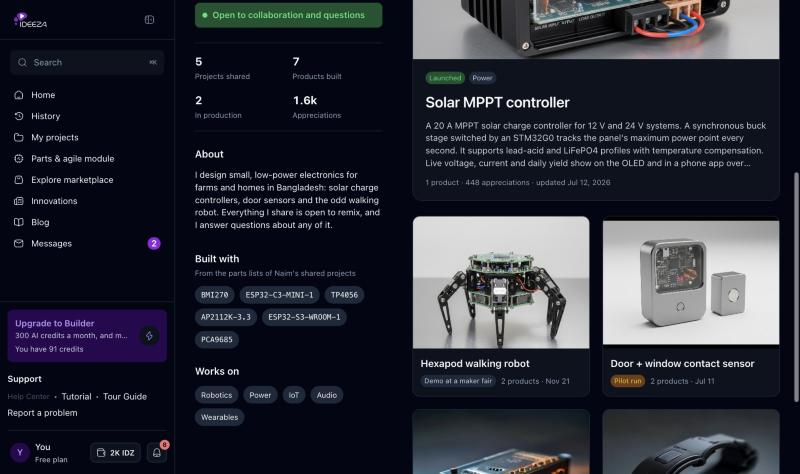 IDEEZA
Search
⌘K
Home
History
My projects
Parts & agile module
Explore marketplace
Innovations
Blog
Messages
2
Upgrade to Builder
300 AI credits a month, and m...
You have 91 credits
Support
Help Center • Tutorial • Tour Guide
Report a problem
Y
You
Free plan
2K IDZ
6
Open to collaboration and questions
5
Projects shared
7
Products built
2
In production
1.6k
Appreciations
About
I design small, low-power electronics for
farms and homes in Bangladesh: solar charge
controllers, door sensors and the odd walking
robot. Everything I share is open to remix, and
I answer questions about any of it.
Built with
From the parts lists of Naim's shared projects
BMI270
ESP32-C3-MINI-1
TP4056
AP2112K-3.3
ESP32-S3-WROOM-1
PCA9685
Works on
Robotics
Power
IoT
Audio
Wearables
Launched
Power
Solar MPPT controller
A 20 A MPPT solar charge controller for 12 V and 24 V systems. A synchronous buck
stage switched by an STM32G0 tracks the panel's maximum power point every
second. It supports lead-acid and LiFePO4 profiles with temperature compensation.
Live voltage, current and daily yield show on the OLED and in a phone app over...
1 product · 448 appreciations · updated Jul 12, 2026
Hexapod walking robot
Demo at a maker fair
2 products · Nov 21
Door + window contact sensor
Pilot run
2 products · Jul 11